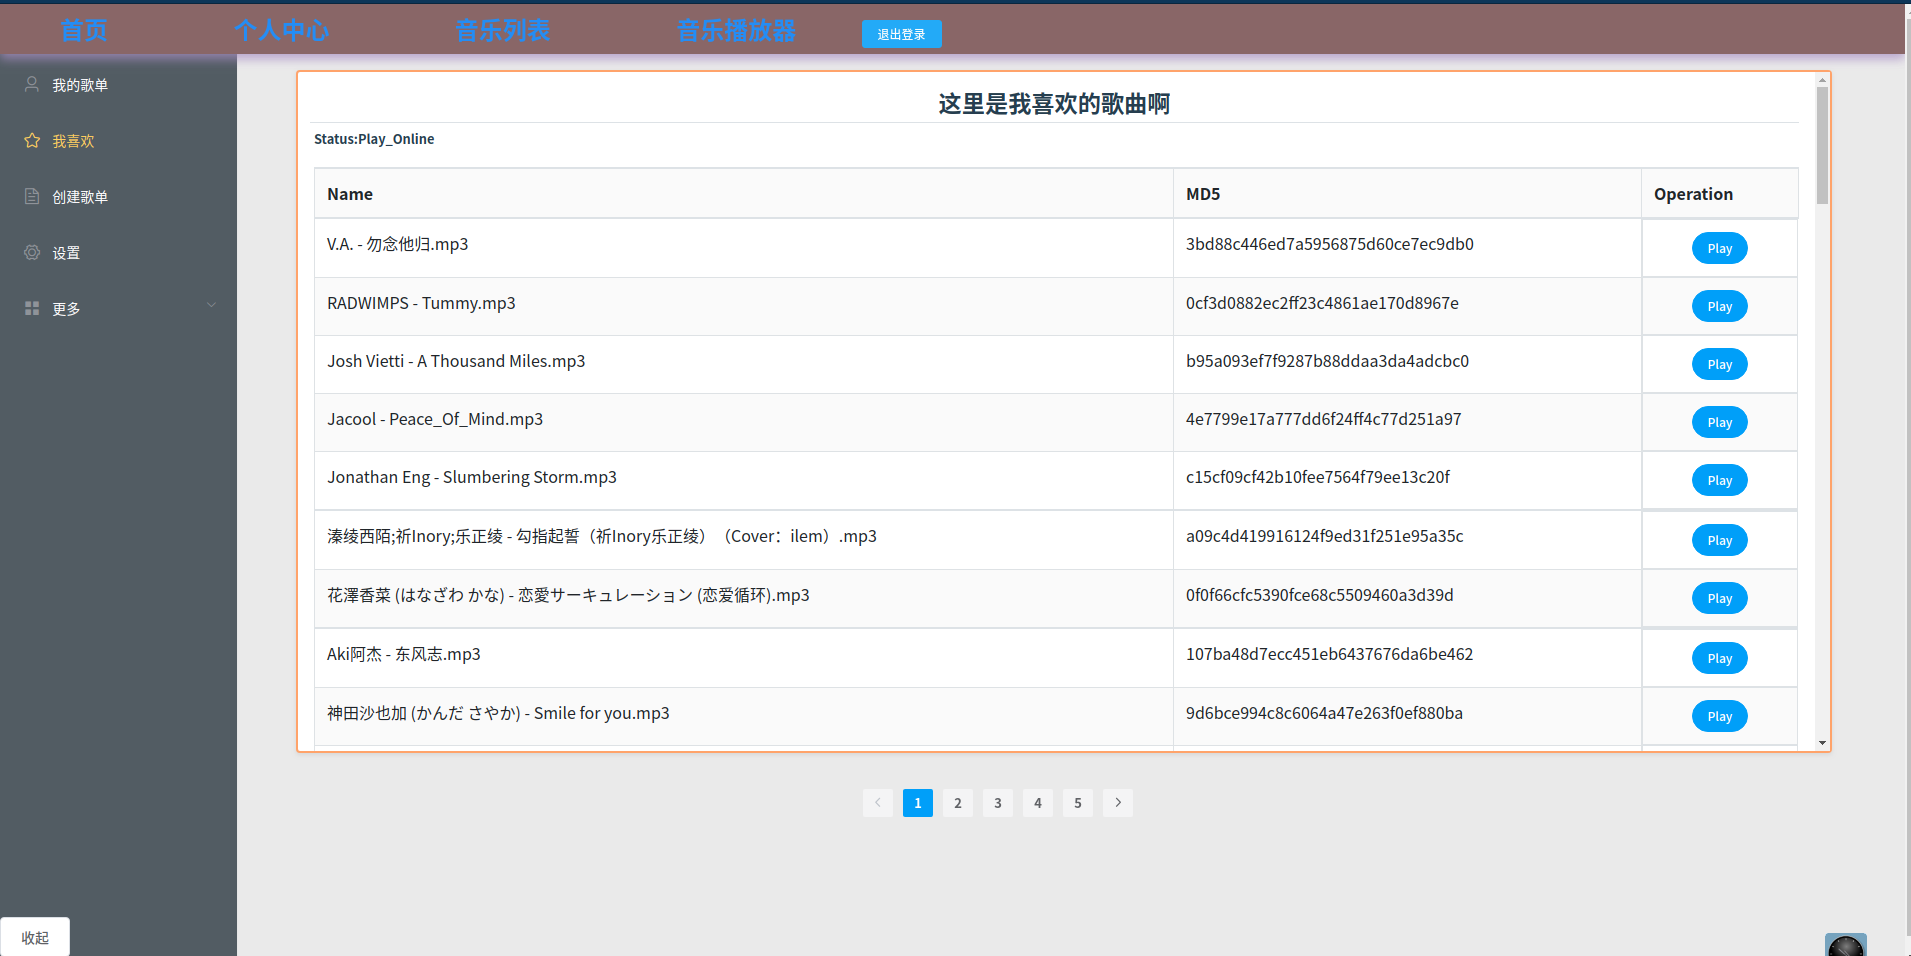 首页 个人中心 音乐列表 音乐播放器 退出登录
我的歌单
我喜欢
创建歌单
设置
更多
收起
这里是我喜欢的歌曲啊
Status:Play_Online
Name MD5 Operation
V.A. - 勿念他归.mp3 3bd88c446ed7a5956875d60ce7ec9db0 Play
RADWIMPS - Tummy.mp3 0cf3d0882ec2ff23c4861ae170d8967e Play
Josh Vietti - A Thousand Miles.mp3 b95a093ef7f9287b88ddaa3da4adcbc0 Play
Jacool - Peace_Of_Mind.mp3 4e7799e17a777dd6f24ff4c77d251a97 Play
Jonathan Eng - Slumbering Storm.mp3 c15cf09cf42b10fee7564f79ee13c20f Play
溱绫西陌;祈Inory;乐正绫 - 勾指起誓（祈Inory乐正绫）（Cover：ilem）.mp3 a09c4d419916124f9ed31f251e95a35c Play
花澤香菜 (はなざわ かな) - 恋愛サーキュレーション (恋爱循环).mp3 0f0f66cfc5390fce68c5509460a3d39d Play
Aki阿杰 - 东风志.mp3 107ba48d7ecc451eb6437676da6be462 Play
神田沙也加 (かんだ さやか) - Smile for you.mp3 9d6bce994c8c6064a47e263f0ef880ba Play
1 2 3 4 5